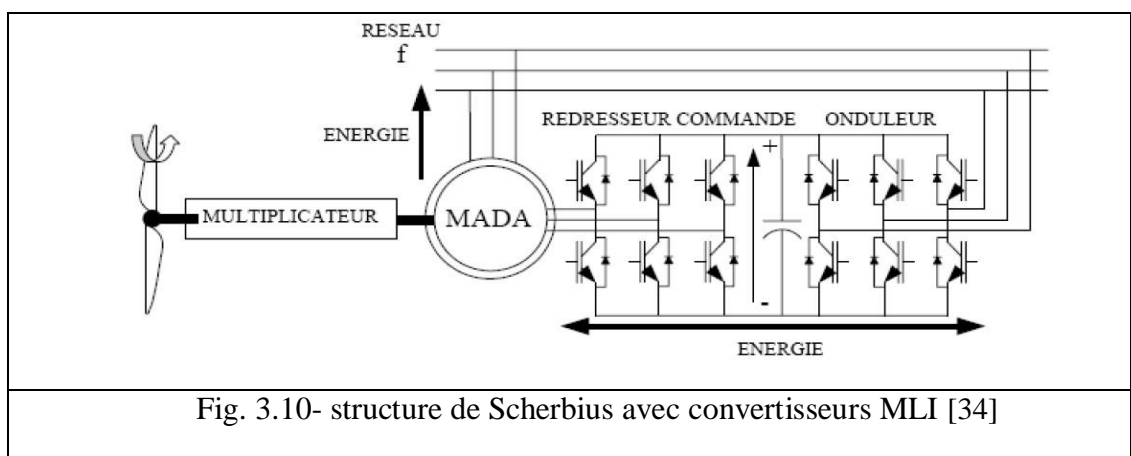 RESEAU
f
ENERGIE
REDRESSEUR COMMANDE
ONDULEUR
+
MULTIPLICATEUR
MADA
-
ENERGIE
Fig. 3.10- structure de Scherbius avec convertisseurs MLI [34]